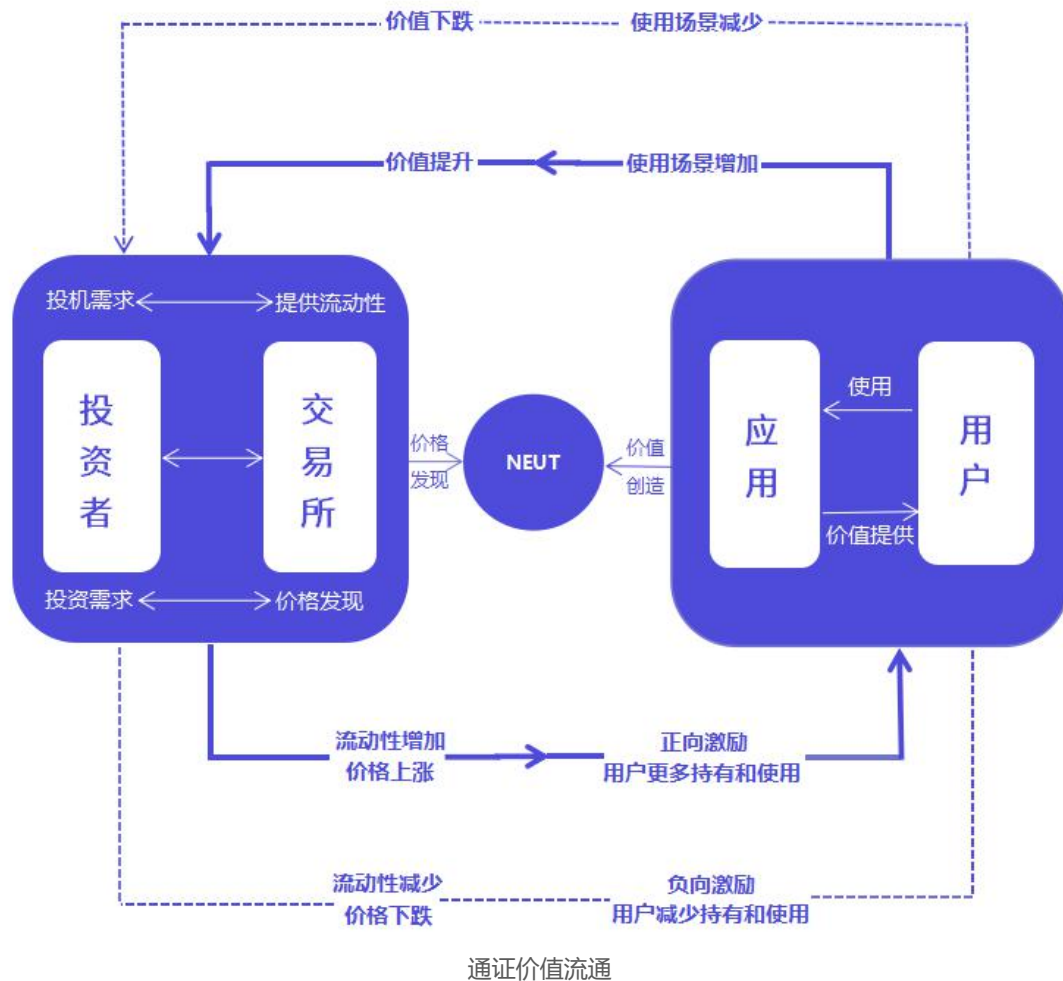 价值下跌 使用场景减少
价值提升 使用场景增加
投机需求 提供流动性
投资者
交易所
价格
发现
NEUT
价值
创造
应用
用户
使用
价值提供
投资需求 价格发现
流动性增加
价格上涨
正向激励
用户更多持有和使用
流动性减少
价格下跌
负向激励
用户减少持有和使用
通证价值流通